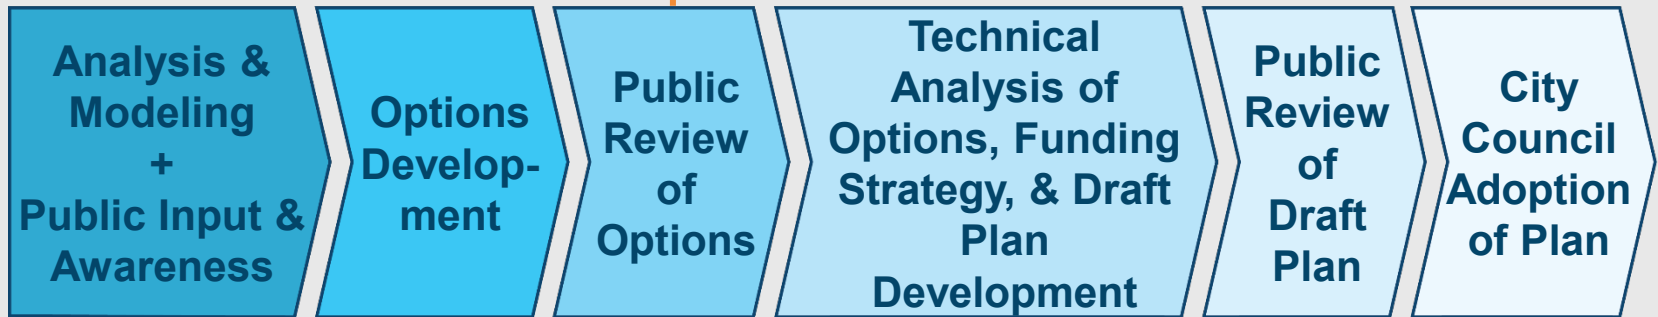 Analysis &
Modeling
+
Public Input &
Awareness
Options
Develop-
ment
Public
Review
of
Options
Technical
Analysis of
Options, Funding
Strategy, & Draft
Plan
Development
Public
Review
of
Draft
Plan
City
Council
Adoption
of Plan